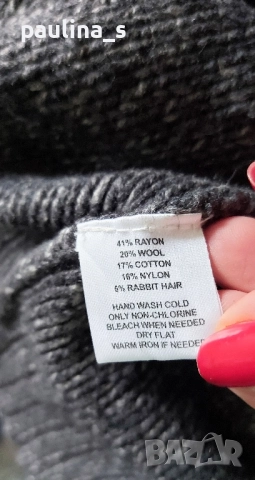 paulina_s
41% RAYON
20% WOOL
17% COTTON
16% NYLON
6% RABBIT HAIR
HAND WASH COLD
ONLY NON-CHLORINE
BLEACH WHEN NEEDED
DRY FLAT
WARM IRON IF NEEDED
BAZAR.BG